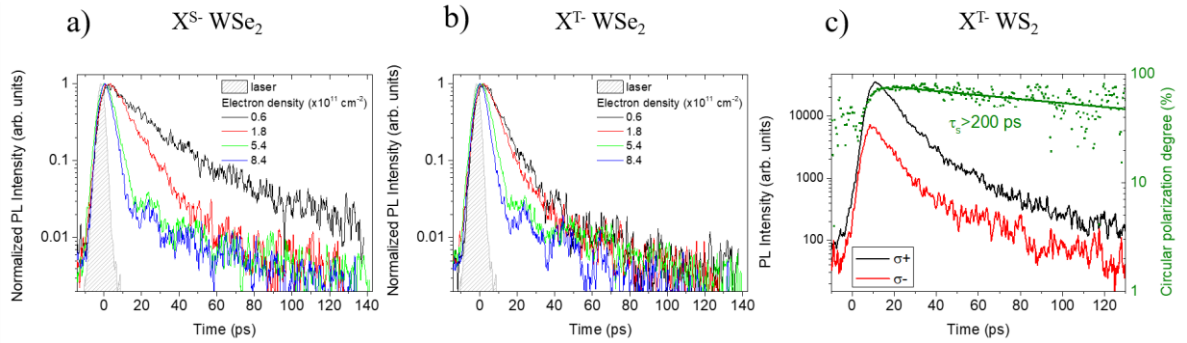 a) Xˢ⁻ WSe₂
Normalized PL Intensity (arb. units)
1
0.1
0.01
laser
Electron density (x10¹¹ cm⁻²)
0.6
1.8
5.4
8.4
0 20 40 60 80 100 120 140
Time (ps)
b) Xᵀ⁻ WSe₂
Normalized PL Intensity (arb. units)
1
0.1
0.01
laser
Electron density (x10¹¹ cm⁻²)
0.6
1.8
5.4
8.4
0 20 40 60 80 100 120 140
Time (ps)
c) Xᵀ⁻ WS₂
PL Intensity (arb. units)
10000
1000
100
τₛ>200 ps
σ+
σ-
0 20 40 60 80 100 120
Time (ps)
100
10
1
Circular polarization degree (%)